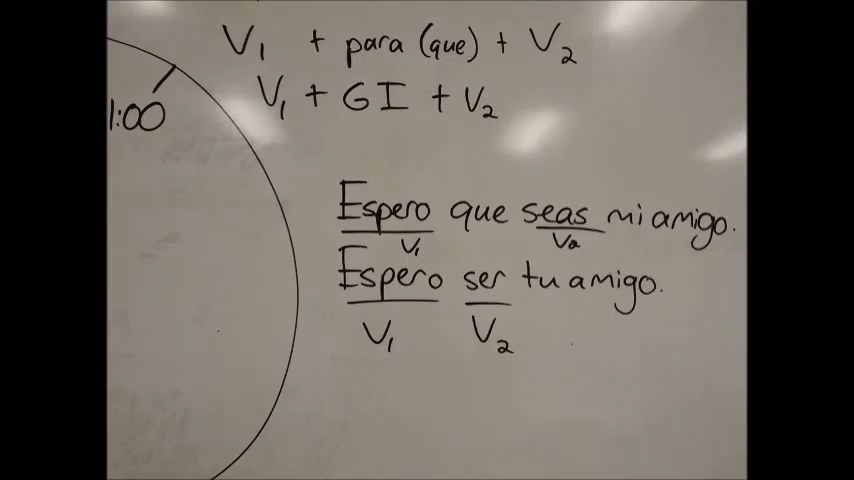 V₁ + para (que) + V₂
V₁ + GI + V₂
1:00
Espero que seas mi amigo.
V₁ V₂
Espero ser tu amigo.
V₁ V₂